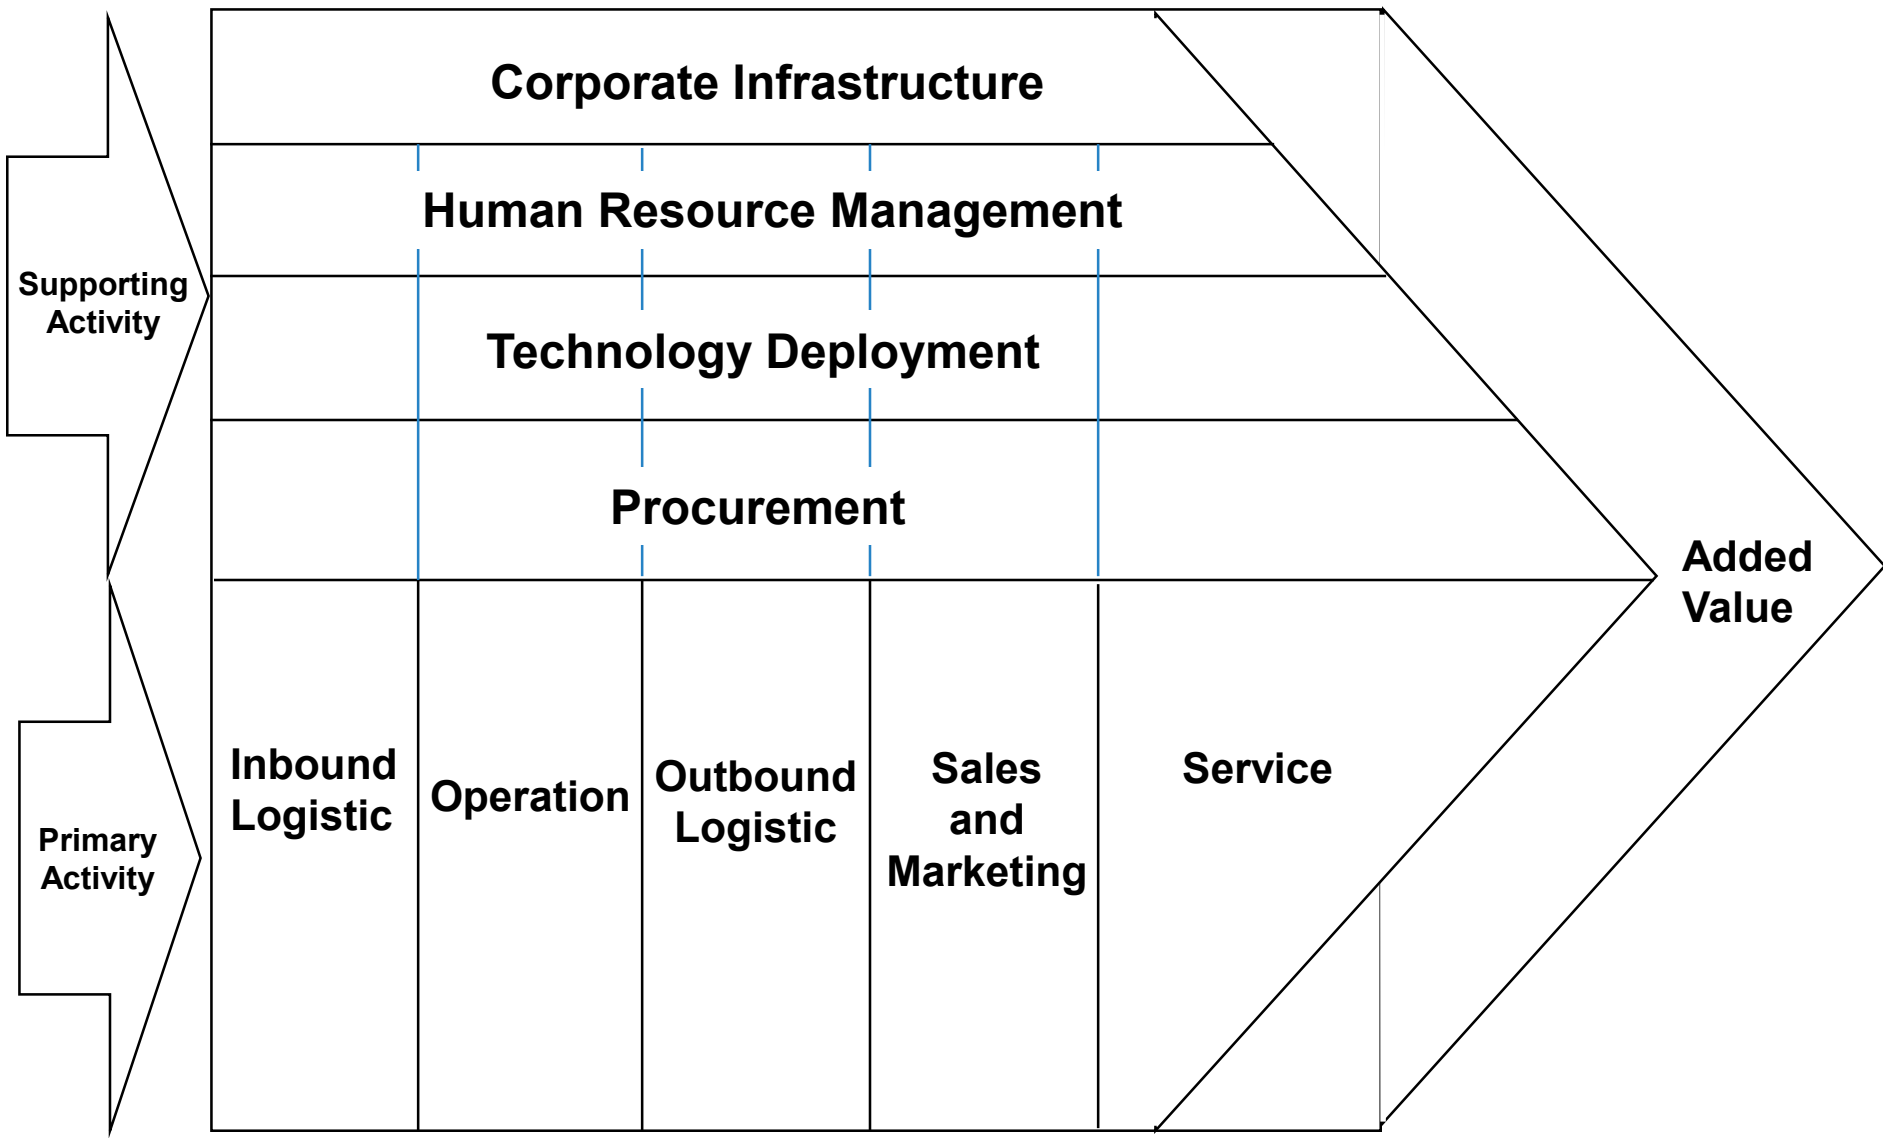 Corporate Infrastructure
Human Resource Management
Supporting
Activity
Technology Deployment
Procurement
Added
Value
Inbound
Logistic
Operation
Outbound
Logistic
Sales
and
Marketing
Service
Primary
Activity